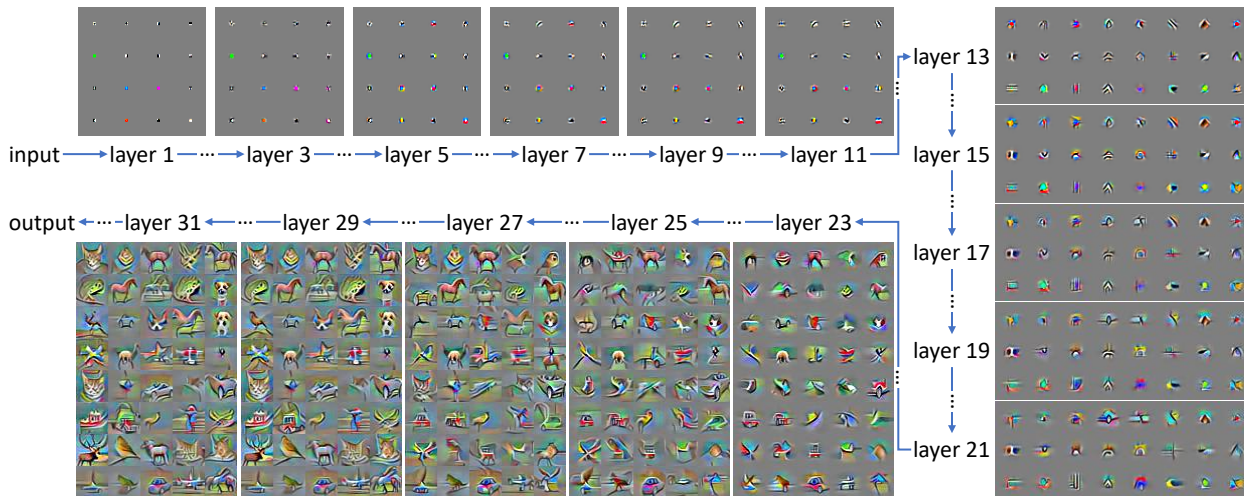 input layer 1 ... layer 3 ... layer 5 ... layer 7 ... layer 9 ... layer 11 ...
layer 13
...
layer 15
...
layer 17
...
layer 19
...
layer 21
...
output ... layer 31 ... layer 29 ... layer 27 ... layer 25 ... layer 23